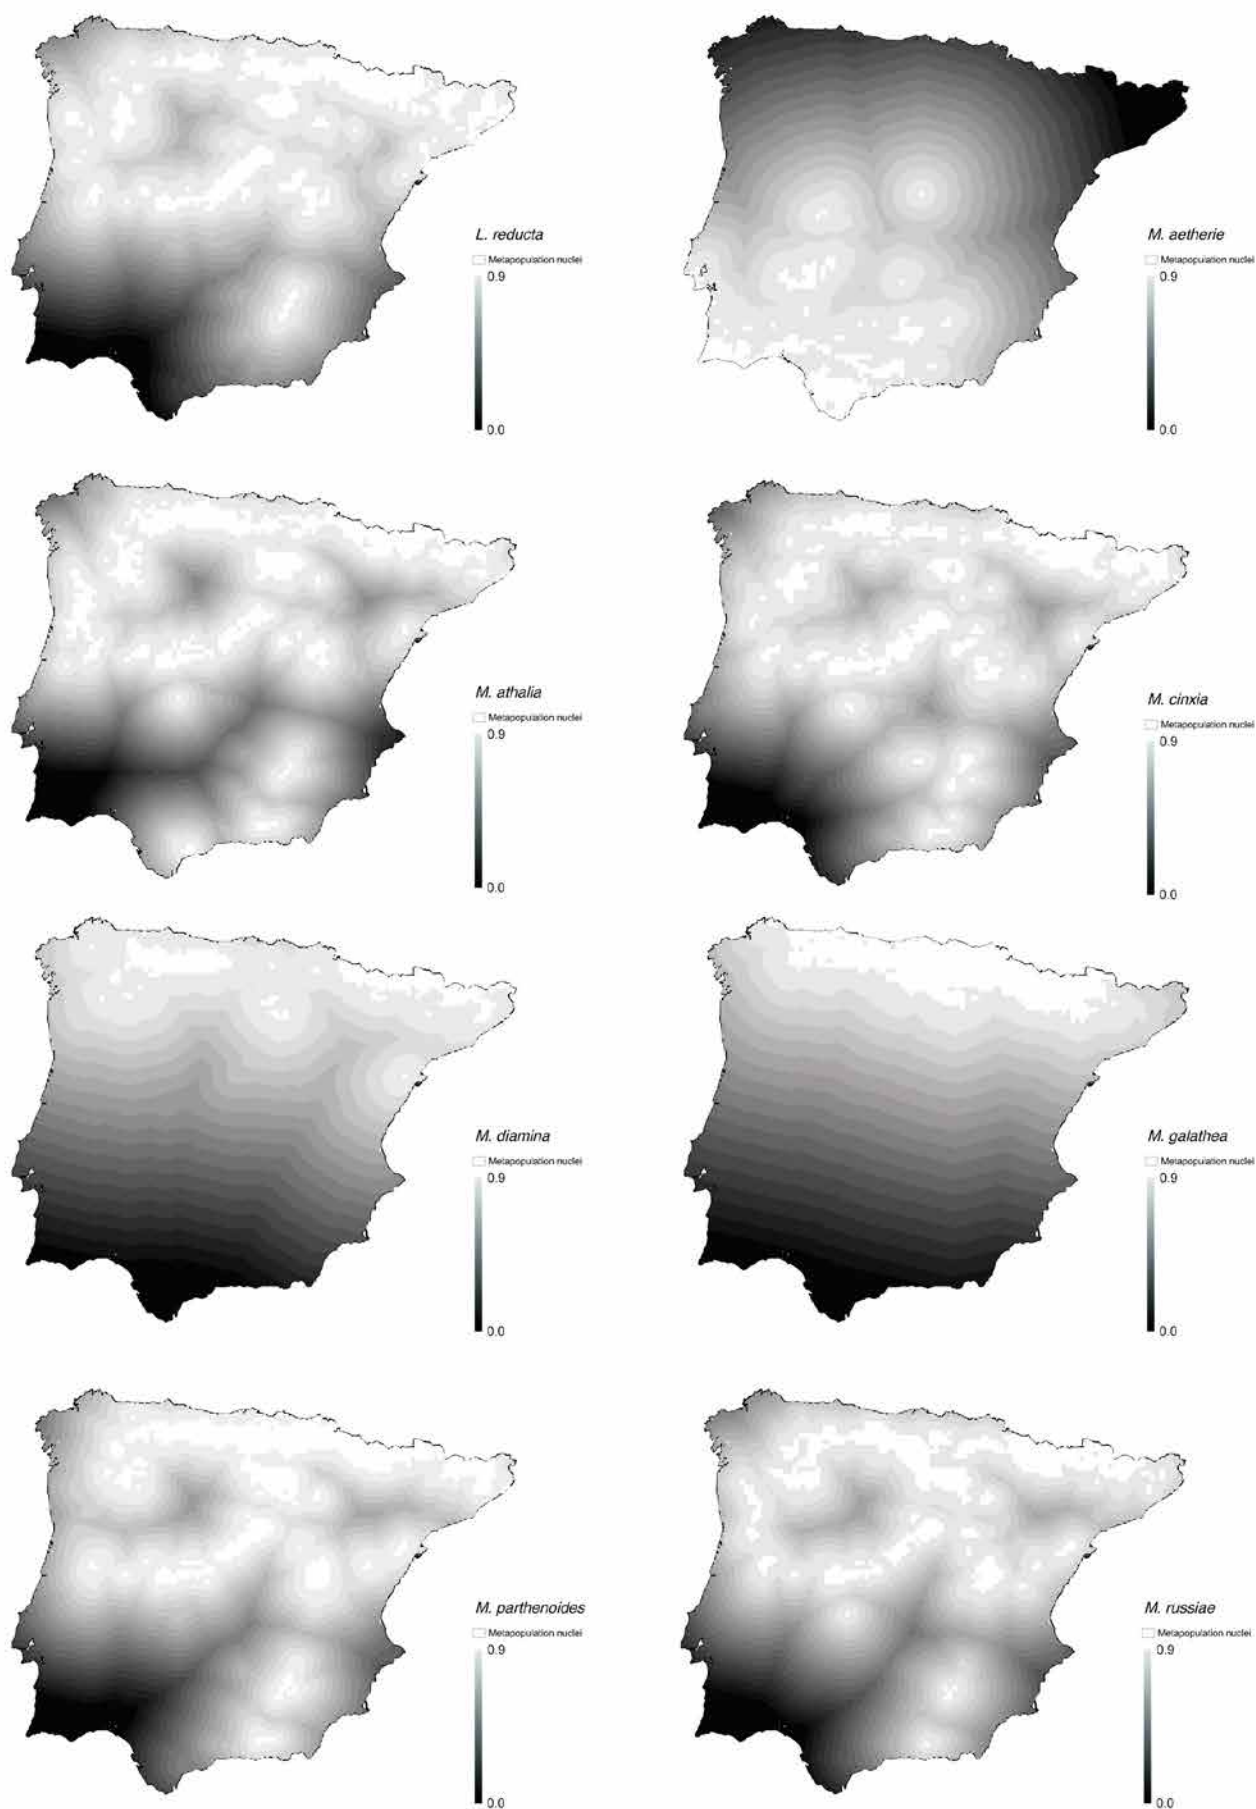 L. reducta
Metapopulation nuclei
0.9
0.0
M. aetherie
Metapopulation nuclei
0.9
0.0
M. athalia
Metapopulation nuclei
0.9
0.0
M. cinxia
Metapopulation nuclei
0.9
0.0
M. diamina
Metapopulation nuclei
0.9
0.0
M. galathea
Metapopulation nuclei
0.9
0.0
M. parthenoides
Metapopulation nuclei
0.9
0.0
M. russiae
Metapopulation nuclei
0.9
0.0